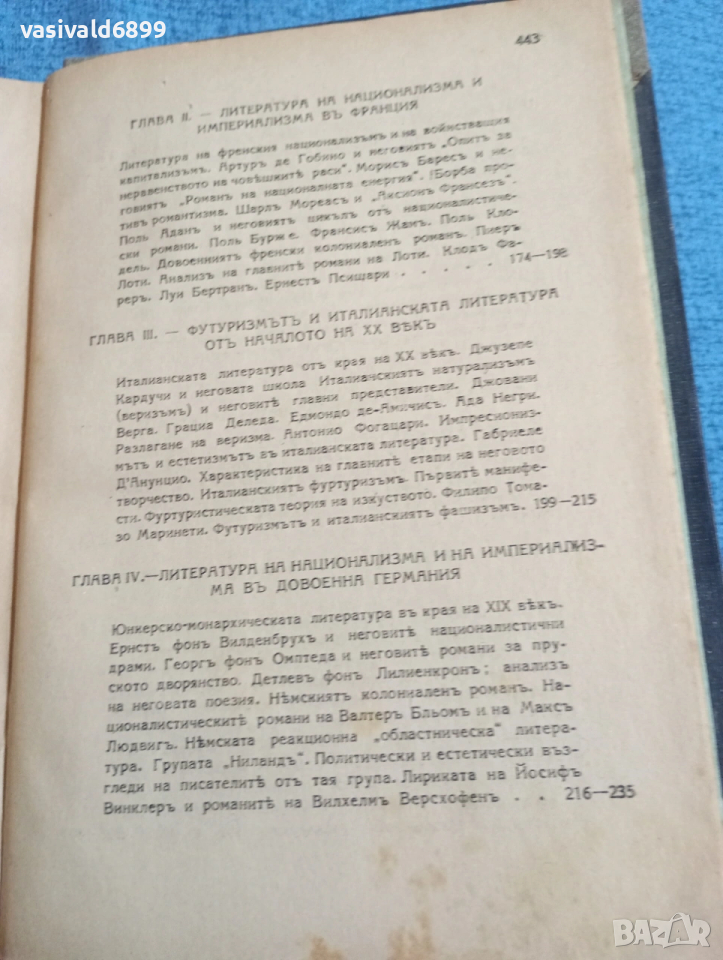 vasivald6899
443
ГЛАВА II. — ЛИТЕРАТУРА НА НАЦИОНАЛИЗМА И
ИМПЕРИАЛИЗМА ВЪ ФРАНЦИЯ
Литература на френския национализъмъ и на войнстващия
капитализъмъ. Артуръ де Гобино и неговиятъ „Опитъ за
неравенството на човѣшкитѣ раси“. Морисъ Баресъ и не-
говиятъ „Романъ на националната енергия“. Борба про-
тивъ романтизма. Шарлъ Мореасъ и „Аксионъ Франсезъ“.
Поль Аданъ и неговиятъ цикълъ отъ националистиче-
ски романи. Поль Бурже. Франсисъ Жам. Поль Кло-
дель. Довоенниятъ френски колониаленъ романъ. Пиеръ
Лоти. Анализъ на главнитѣ романи на Лоти. Клодъ Фа-
реръ. Луи Бертранъ. Ернестъ Псишари . . . . . 174—198
ГЛАВА III. — ФУТУРИЗМЪТЪ И ИТАЛИАНСКАТА ЛИТЕРАТУРА
ОТЪ НАЧАЛОТО НА XX ВѢКЪ
Италианската литература отъ края на XX вѣкъ. Джузепе
Кардучи и неговата школа Италианскиятъ натурализъмъ
(веризъмъ) и неговитѣ главни представители. Джовани
Верга. Грациа Деледа. Едмондо де-Амичисъ. Ада Негри.
Разлагане на веризма. Антонио Фогацари. Импресиониз-
мътъ и естетизмътъ въ италианската литература. Габриеле
Д'Анунцио. Характеристика на главнитѣ етапи на неговото
творчество. Италианскиятъ фуртуризъмъ. Първитѣ манифе-
сти. Фуртуристическата теория на изкуството. Филипо Тома-
зо Маринети. Футуризмътъ и италианскиятъ фашизъмъ. 199—215
ГЛАВА IV.—ЛИТЕРАТУРА НА НАЦИОНАЛИЗМА И НА ИМПЕРИАЛИЗ-
МА ВЪ ДОВОЕННА ГЕРМАНИЯ
Юнкерско-монархическата литература въ края на XIX вѣкъ.
Ернстъ фонъ Вилденбрухъ и неговитѣ националистични
драми. Георгъ фонъ Омптеда и неговитѣ романи за пру-
ското дворянство. Детлевъ фонъ Лилиенкронъ; анализъ
на неговата поезия. Нѣмскиятъ колониаленъ романъ. На-
ционалистическитѣ романи на Валтеръ Бльомъ и на Максъ
Людвигъ. Нѣмската реакционна „областническа“ литера-
тура. Групата „Ниландъ“. Политически и естетически въз-
гледи на писателитѣ отъ тая група. Лириката на Йосифъ
Винклеръ и романитѣ на Вилхелмъ Версхофенъ . . 216—235
BAZAR